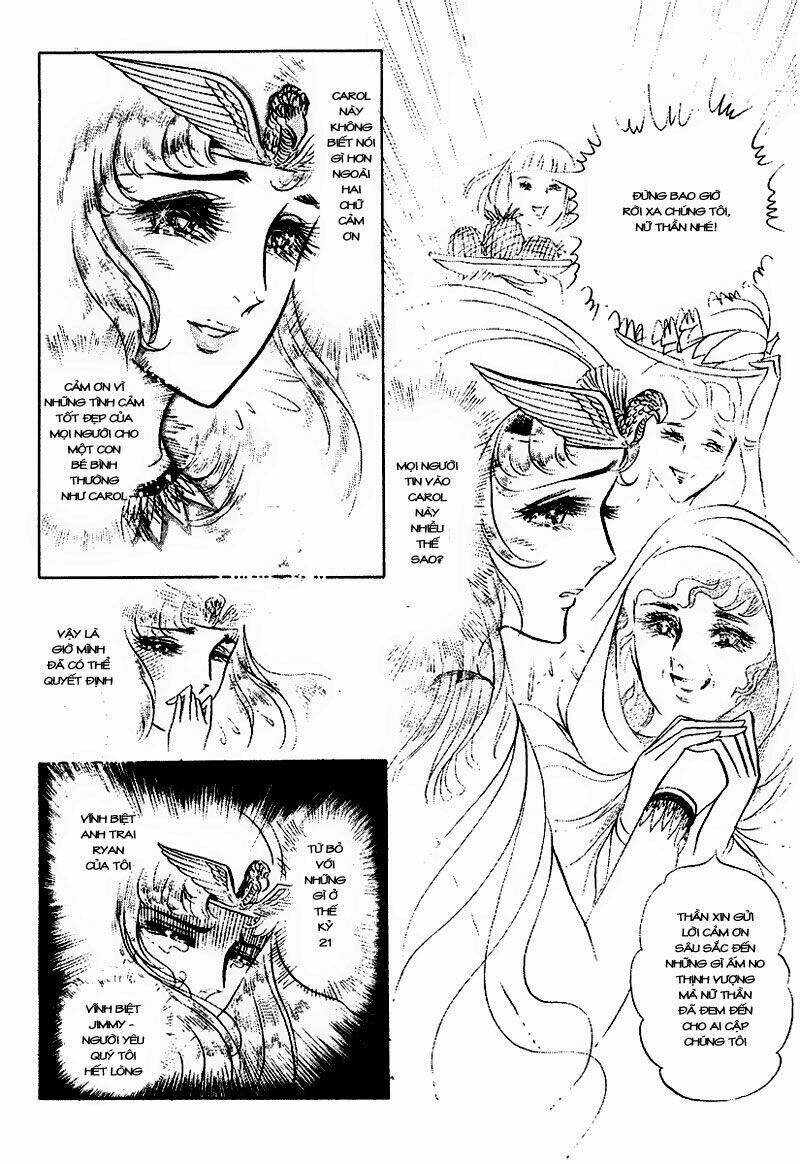 ĐỪNG BAO GIỜ
RỜI XA CHÚNG TÔI,
NỮ THẦN NHÉ!
MỌI NGƯỜI
TIN VÀO
CAROL
NÀY
NHIỀU
THẾ
SAO?
THẦN XIN GỬI
LỜI CẢM ƠN
SÂU SẮC ĐẾN
NHỮNG GÌ ẤM NO
THỊNH VƯỢNG
MÀ NỮ THẦN
ĐÃ ĐEM ĐẾN
CHO AI CẬP
CHÚNG TÔI
CAROL
NÀY
KHÔNG
BIẾT NÓI
GÌ HƠN
NGOÀI
HAI
CHỮ
CẢM
ƠN
CẢM ƠN VÌ
NHỮNG TÌNH CẢM
TỐT ĐẸP CỦA
MỌI NGƯỜI CHO
MỘT CON
BÉ BÌNH
THƯỜNG
NHƯ CAROL
VẬY LÀ
GIỜ MÌNH
ĐÃ CÓ THỂ
QUYẾT ĐỊNH
TỪ BỎ
VỚI
NHỮNG
GÌ Ở
THẾ
KỶ
21
VĨNH BIỆT
ANH TRAI
RYAN
CỦA TÔI
VĨNH BIỆT
JIMMY -
NGƯỜI YÊU
QUÝ TÔI
HẾT LÒNG